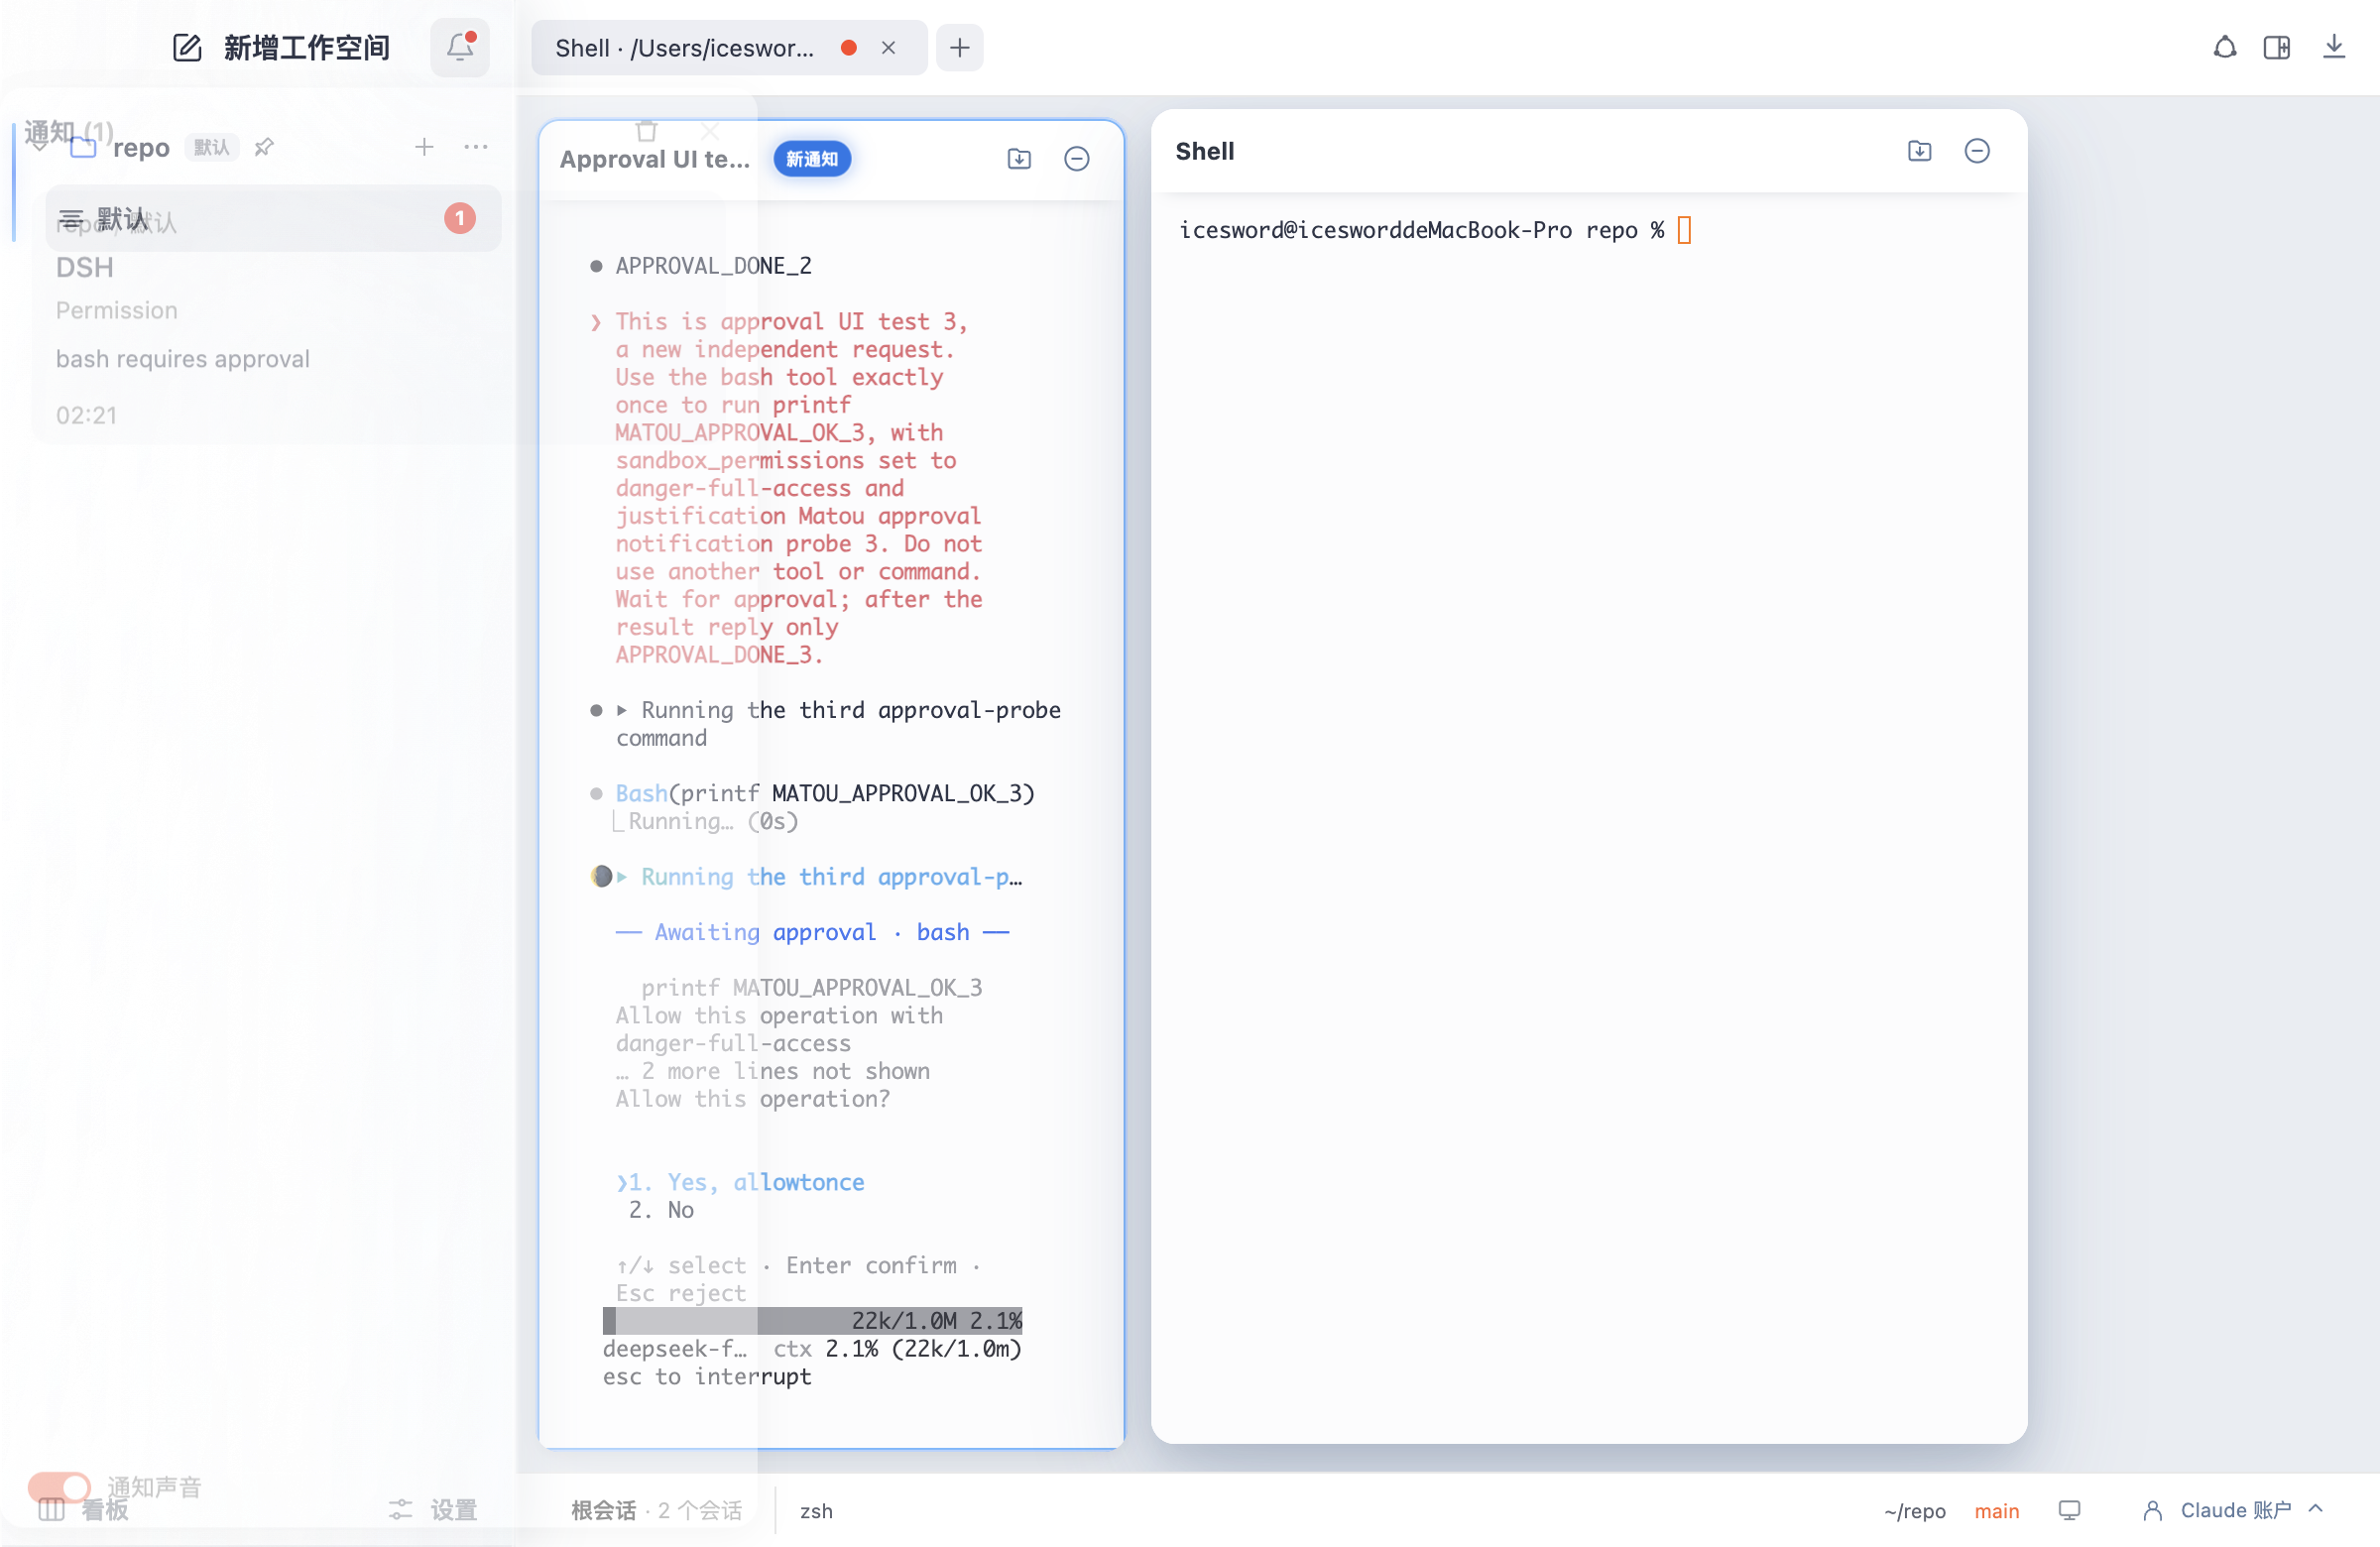 新增工作空间
Shell · /Users/iceswor...
通知 (1)
repo 默认
默认 1
repo / 默认
DSH
Permission
bash requires approval
02:21
通知声音
看板
设置
Approval UI te... 新通知
● APPROVAL_DONE_2
❯ This is approval UI test 3,
a new independent request.
Use the bash tool exactly
once to run printf
MATOU_APPROVAL_OK_3, with
sandbox_permissions set to
danger-full-access and
justification Matou approval
notification probe 3. Do not
use another tool or command.
Wait for approval; after the
result reply only
APPROVAL_DONE_3.
● ▸ Running the third approval-probe
command
● Bash(printf MATOU_APPROVAL_OK_3)
⎿ Running… (0s)
▸ Running the third approval-p…
── Awaiting approval · bash ──
printf MATOU_APPROVAL_OK_3
Allow this operation with
danger-full-access
… 2 more lines not shown
Allow this operation?
❯1. Yes, allowtonce
2. No
↑/↓ select · Enter confirm ·
Esc reject
22k/1.0M 2.1%
deepseek-f… ctx 2.1% (22k/1.0m)
esc to interrupt
Shell
icesword@icesworddeMacBook-Pro repo %
根会话 · 2 个会话
zsh
~/repo
main
Claude 账户